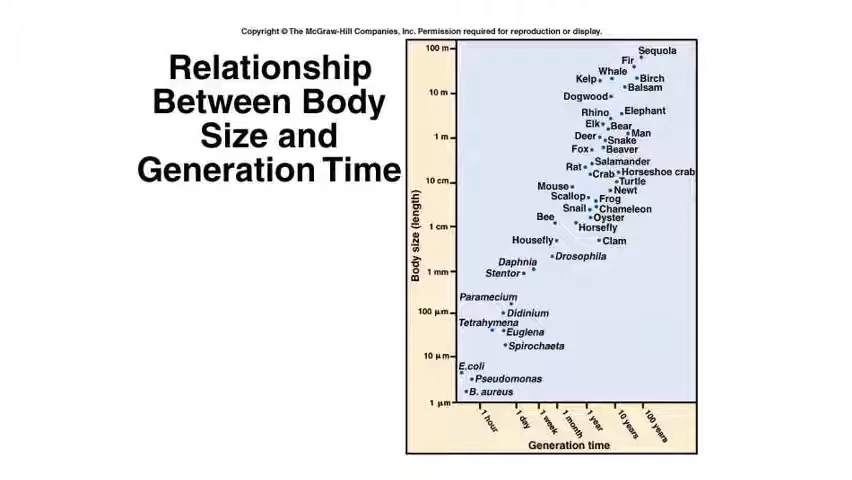 Copyright © The McGraw-Hill Companies, Inc. Permission required for reproduction or display.
Relationship
Between Body
Size and
Generation Time
Body size (length)
100 m
10 m
1 m
10 cm
1 cm
1 mm
100 µm
10 µm
1 µm
Sequola
Fir
Whale
Kelp
Birch
Balsam
Dogwood
Rhino
Elephant
Elk
Bear
Man
Deer
Snake
Fox
Beaver
Salamander
Rat
Crab
Horseshoe crab
Turtle
Mouse
Newt
Scallop
Frog
Snail
Chameleon
Bee
Oyster
Horsefly
Housefly
Clam
Drosophila
Daphnia
Stentor
Paramecium
Didinium
Tetrahymena
Euglena
Spirochaeta
E.coli
Pseudomonas
B. aureus
1 hour
1 day
1 week
1 month
1 year
10 years
100 years
Generation time